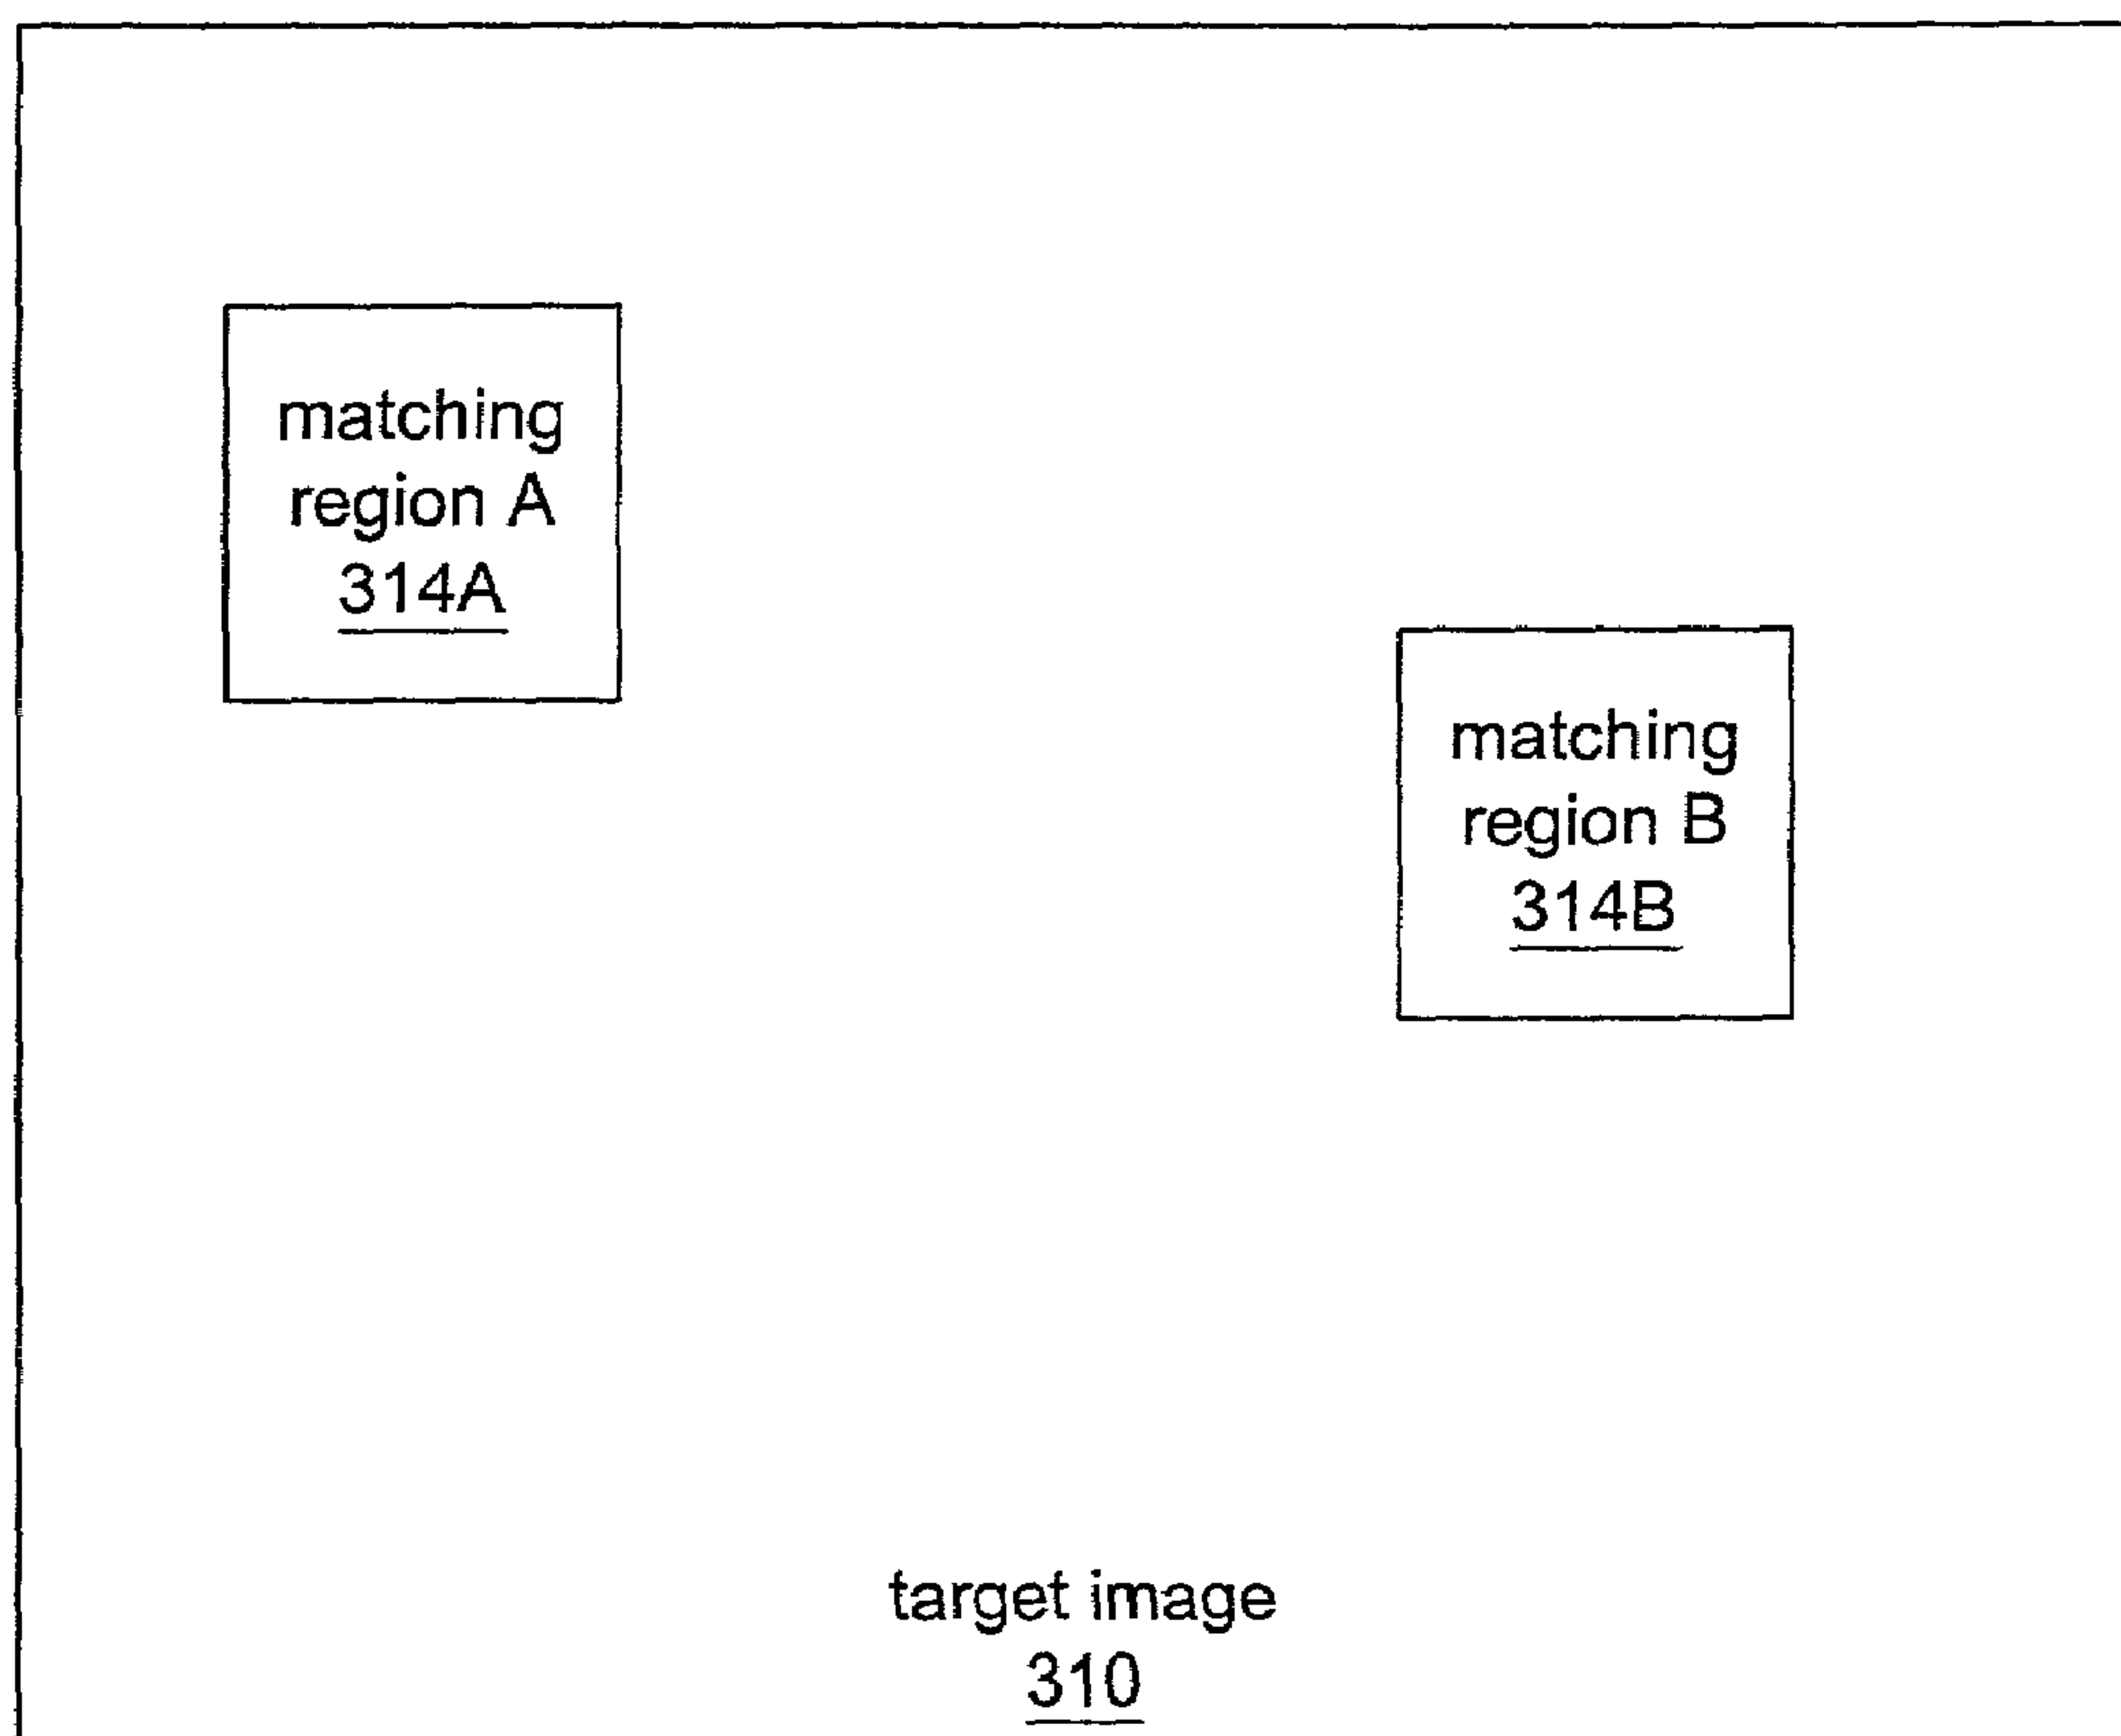 matching
region A
314A
matching
region B
314B
target image
310